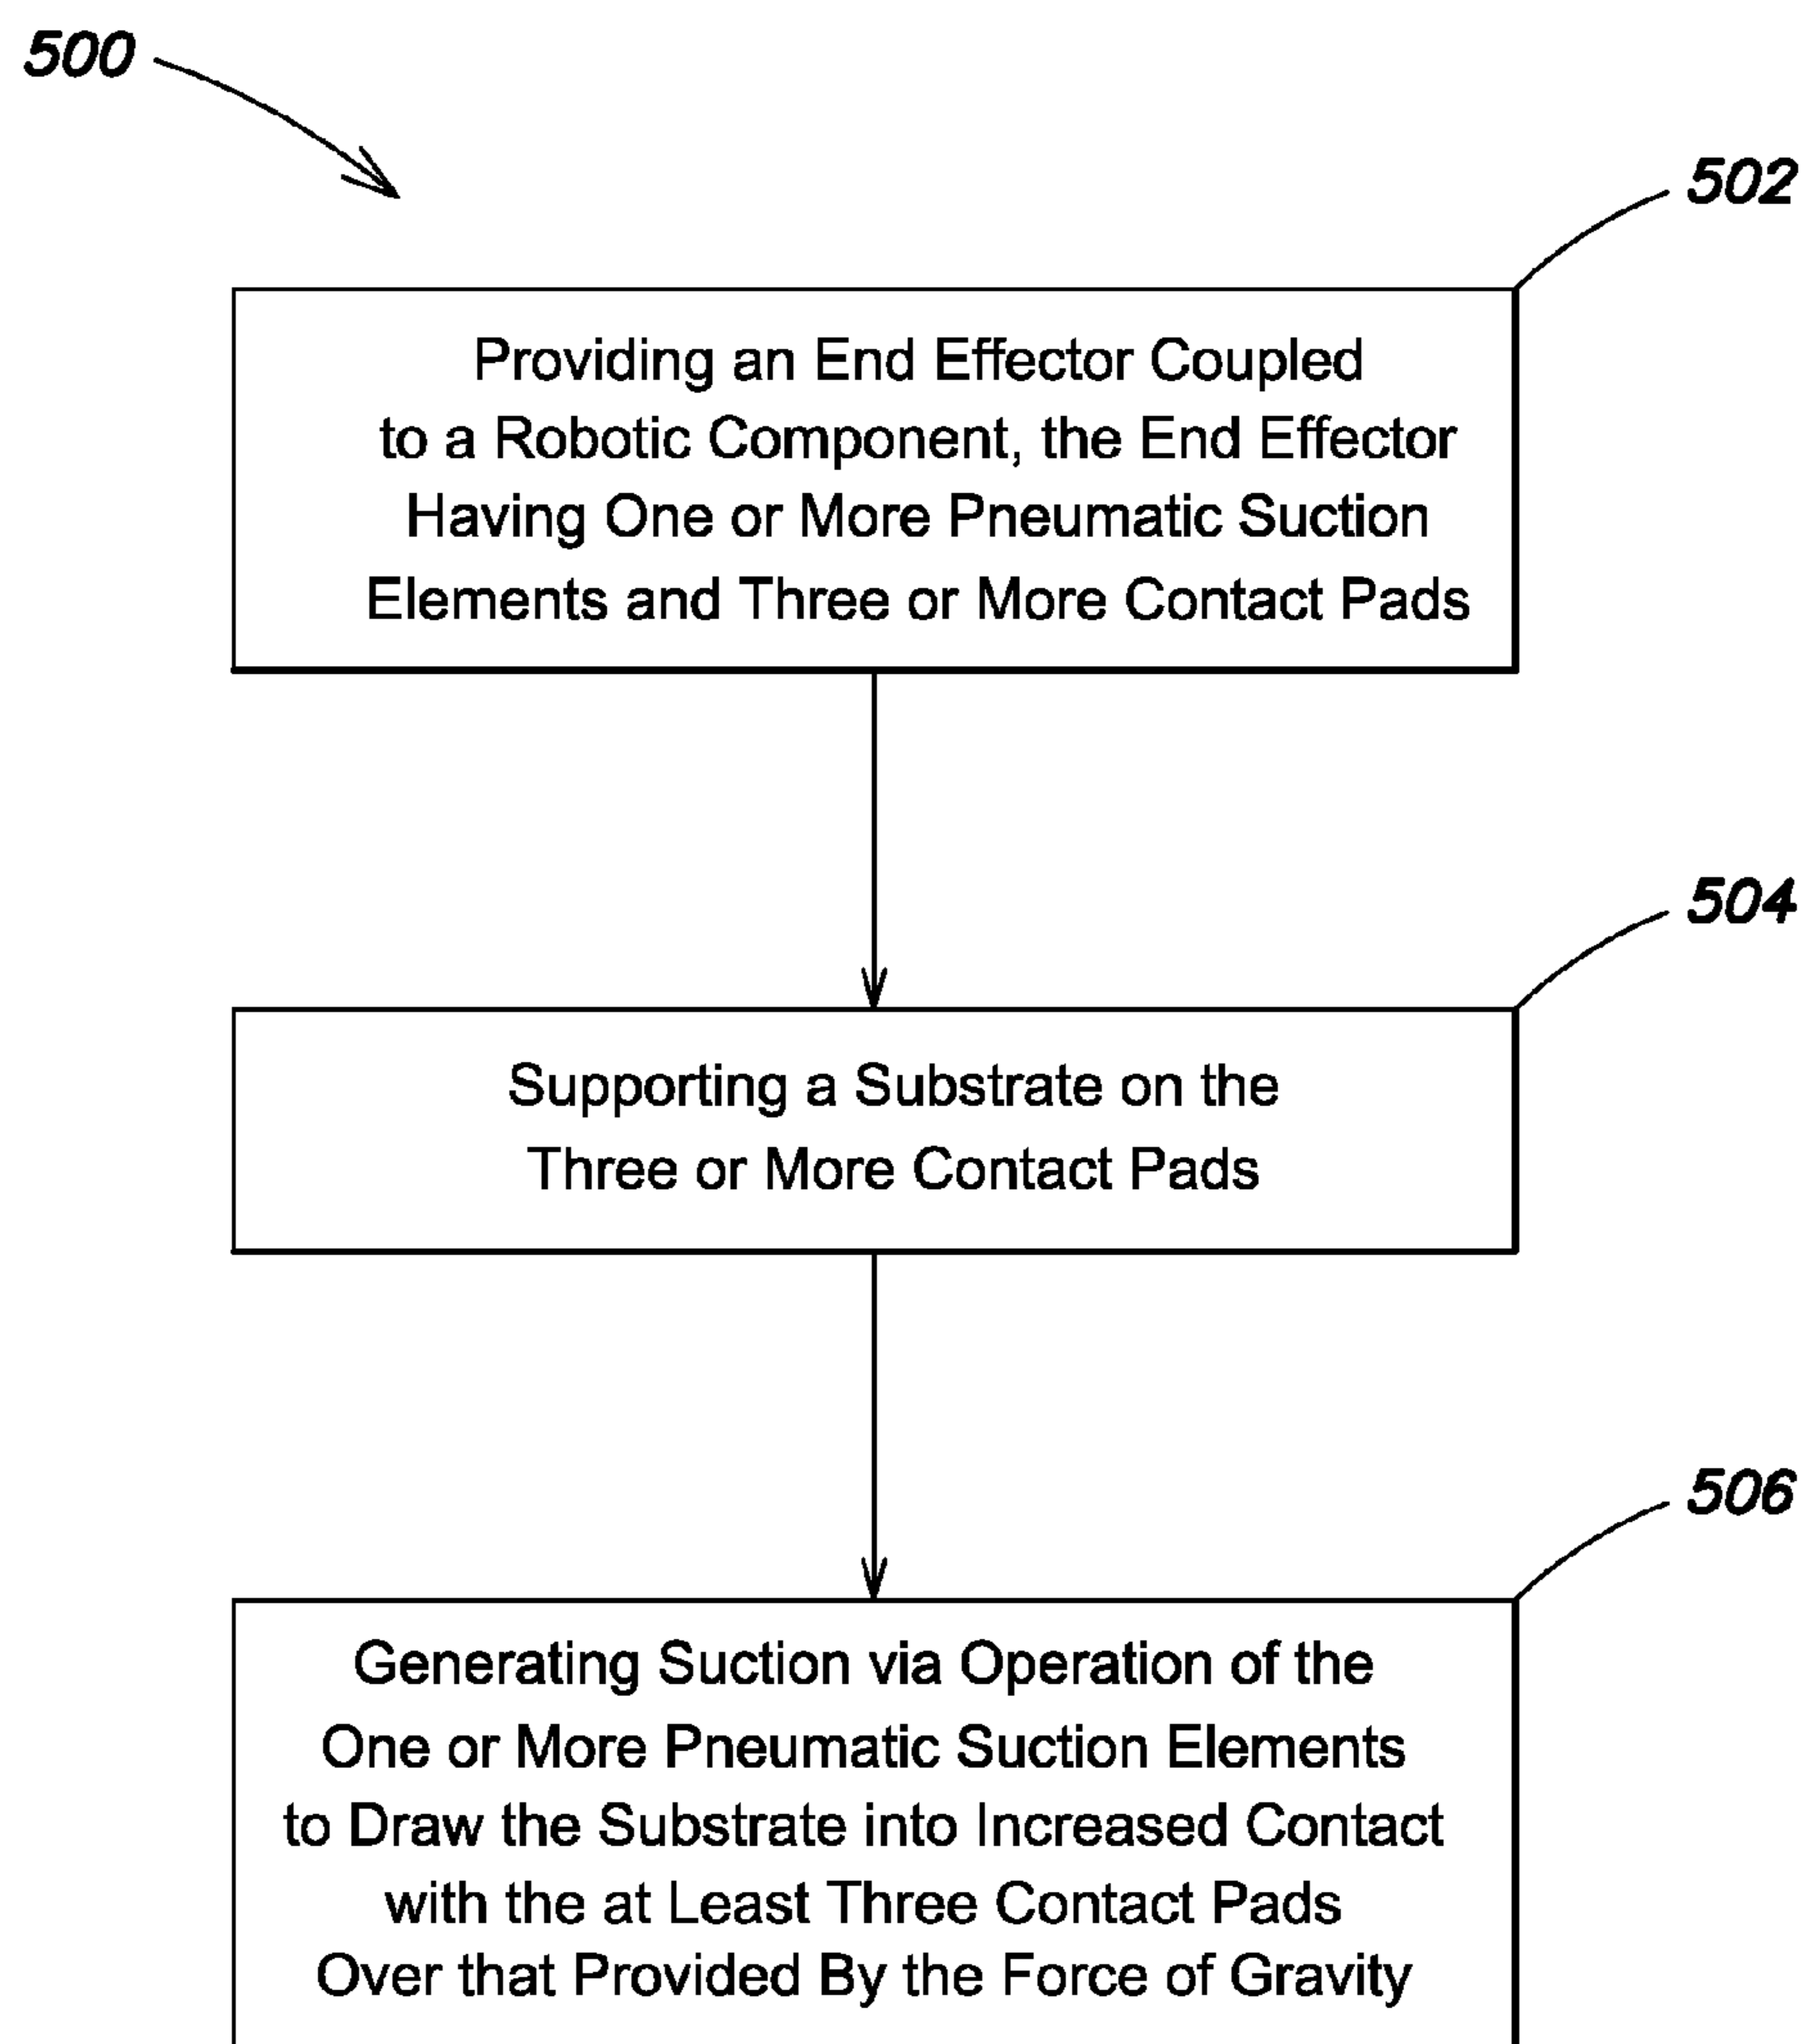 500
502
Providing an End Effector Coupled
to a Robotic Component, the End Effector
Having One or More Pneumatic Suction
Elements and Three or More Contact Pads
504
Supporting a Substrate on the
Three or More Contact Pads
506
Generating Suction via Operation of the
One or More Pneumatic Suction Elements
to Draw the Substrate into Increased Contact
with the at Least Three Contact Pads
Over that Provided By the Force of Gravity